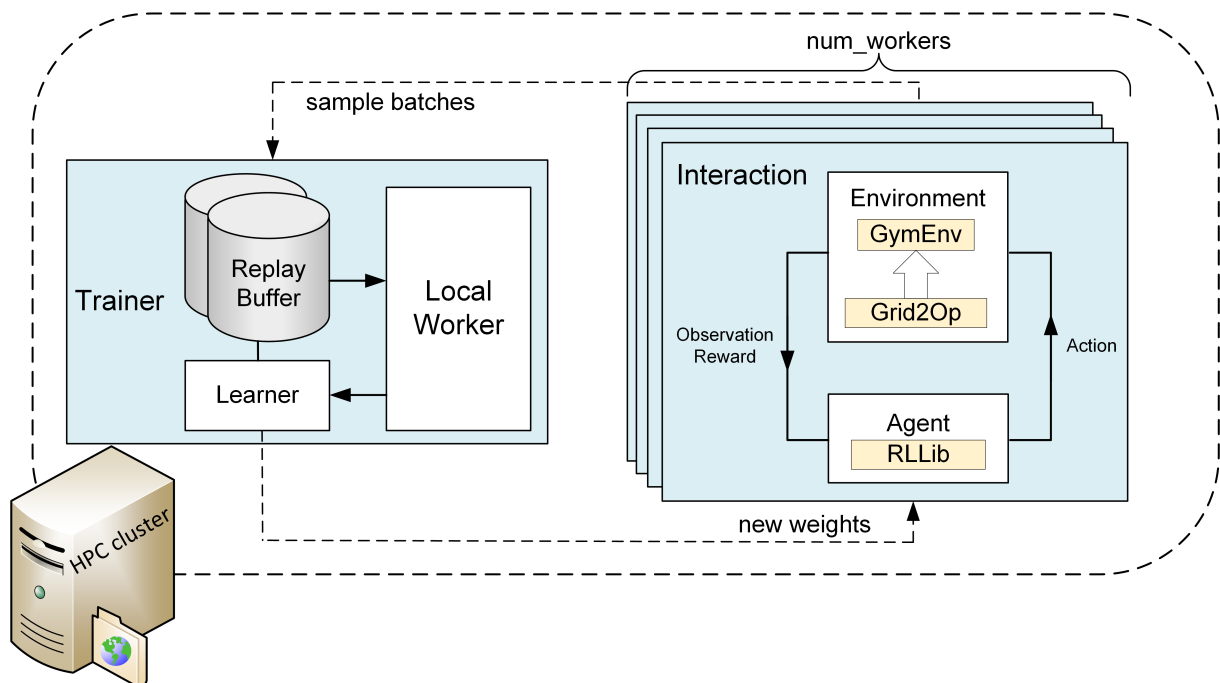 num_workers
sample batches
Trainer
Replay
Buffer
Local
Worker
Learner
Interaction
Environment
GymEnv
Grid2Op
Observation
Reward
Action
Agent
RLLib
new weights
HPC cluster